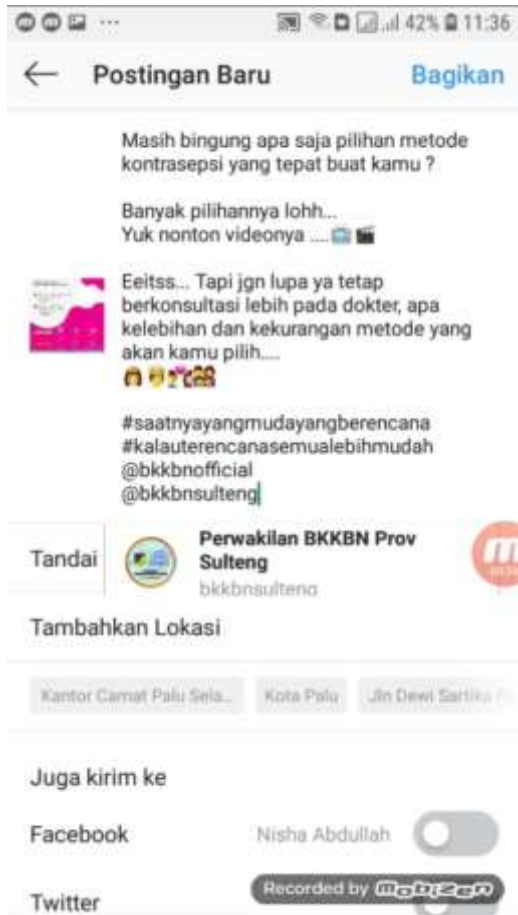 42% 11:36
Postingan Baru
Bagikan
Masih bingung apa saja pilihan metode
kontrasepsi yang tepat buat kamu ?
Banyak pilihannya lohh...
Yuk nonton videonya ....
Eeitss... Tapi jgn lupa ya tetap
berkonsultasi lebih pada dokter, apa
kelebihan dan kekurangan metode yang
akan kamu pilih....
#saatnyayangmudayangberencana
#kalauterencanasemualebihmudah
@bkkbnofficial
@bkkbnsulteng
Tandai
Perwakilan BKKBN Prov
Sulteng
bkkbnsulteng
Tambahkan Lokasi
Kantor Camat Palu Sela...
Kota Palu
Jln Dewi Sartika
Juga kirim ke
Facebook
Nisha Abdullah
Twitter
Recorded by mobizen